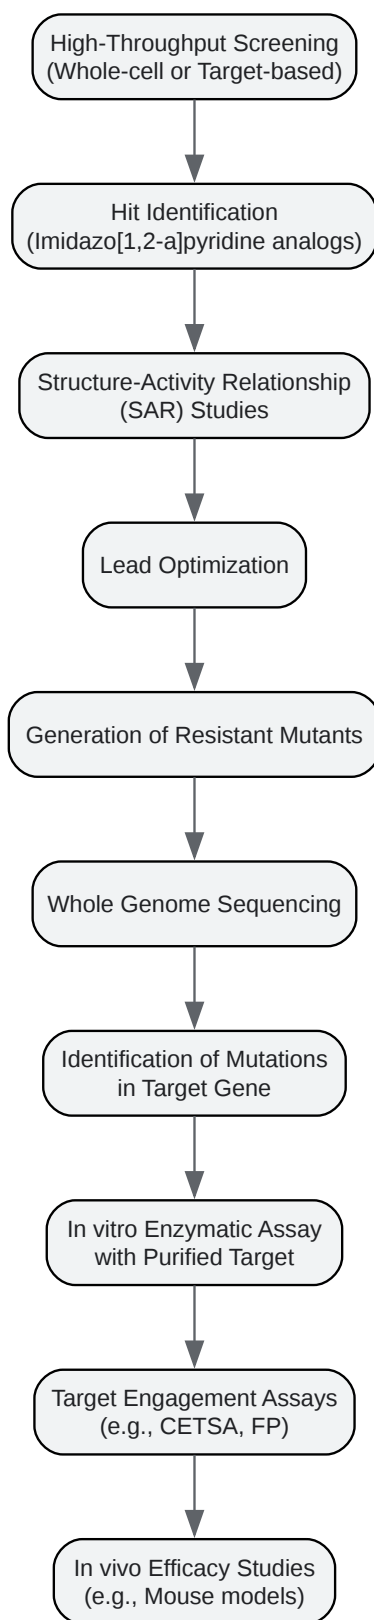 High-Throughput Screening
(Whole-cell or Target-based)
Hit Identification
(Imidazo[1,2-a]pyridine analogs)
Structure-Activity Relationship
(SAR) Studies
Lead Optimization
Generation of Resistant Mutants
Whole Genome Sequencing
Identification of Mutations
in Target Gene
In vitro Enzymatic Assay
with Purified Target
Target Engagement Assays
(e.g., CETSA, FP)
In vivo Efficacy Studies
(e.g., Mouse models)